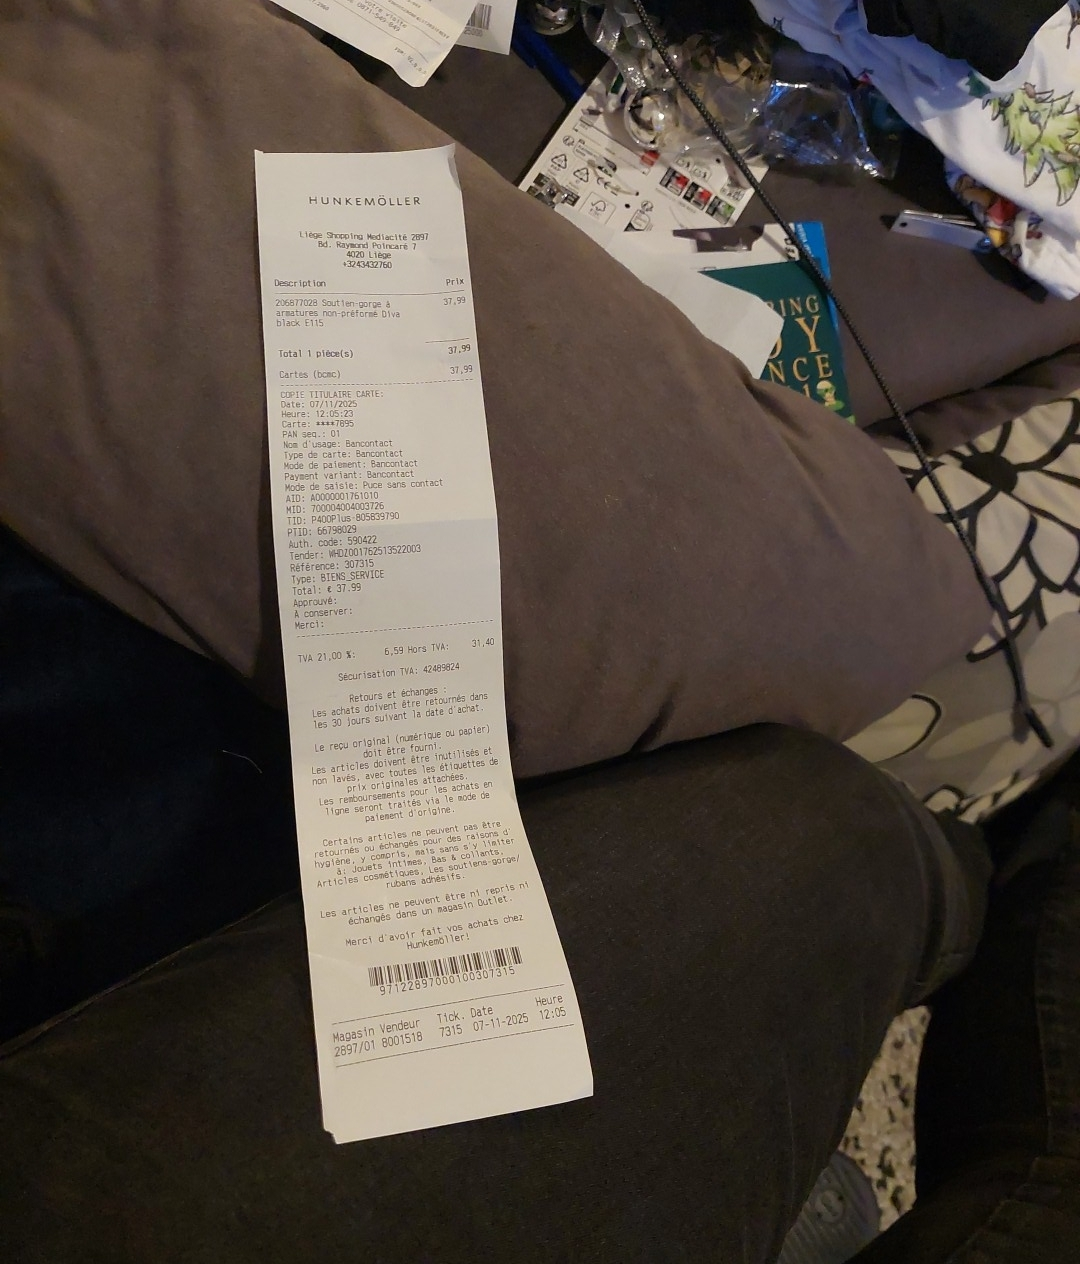 HUNKEMÖLLER
Liège Shopping Mediacité 2897
Bd. Raymond Poincaré 7
4020 Liège
+3243432760
Description Prix
206877028 Soutien-gorge à 37,99
armatures non-préformé Diva
black E115
Total 1 pièce(s) 37,99
Cartes (bcmc) 37,99
COPIE TITULAIRE CARTE:
Date: 07/11/2025
Heure: 12:05:23
Carte: ****7895
PAN seq.: 01
Nom d'usage: Bancontact
Type de carte: Bancontact
Mode de paiement: Bancontact
Payment variant: Bancontact
Mode de saisie: Puce sans contact
AID: A0000001761010
MID: 700004004003726
TID: P400Plus-805839790
PTID: 66798029
Auth. code: 590422
Tender: WHDZ001762513522003
Référence: 307315
Type: BIENS_SERVICE
Total: € 37.99
Approuvé:
A conserver:
Merci:
TVA 21,00 %: 6,59 Hors TVA: 31,40
Sécurisation TVA: 42489824
Retours et échanges :
Les achats doivent être retournés dans
les 30 jours suivant la date d'achat.
Le reçu original (numérique ou papier)
doit être fourni.
Les articles doivent être inutilisés et
non lavés, avec toutes les étiquettes de
prix originales attachées.
Les remboursements pour les achats en
ligne seront traités via le mode de
paiement d'origine.
Certains articles ne peuvent pas être
retournés ou échangés pour des raisons d'
hygiène, y compris, mais sans s'y limiter
à: Jouets intimes, Bas & collants,
Articles cosmétiques, Les soutiens-gorge/
rubans adhésifs.
Les articles ne peuvent être ni repris ni
échangés dans un magasin Outlet.
Merci d'avoir fait vos achats chez
Hunkemöller!
97122897000100307315
Magasin Vendeur Tick. Date Heure
2897/01 8001518 7315 07-11-2025 12:05
votre visite
0871-549-649
RING
Y
NCE